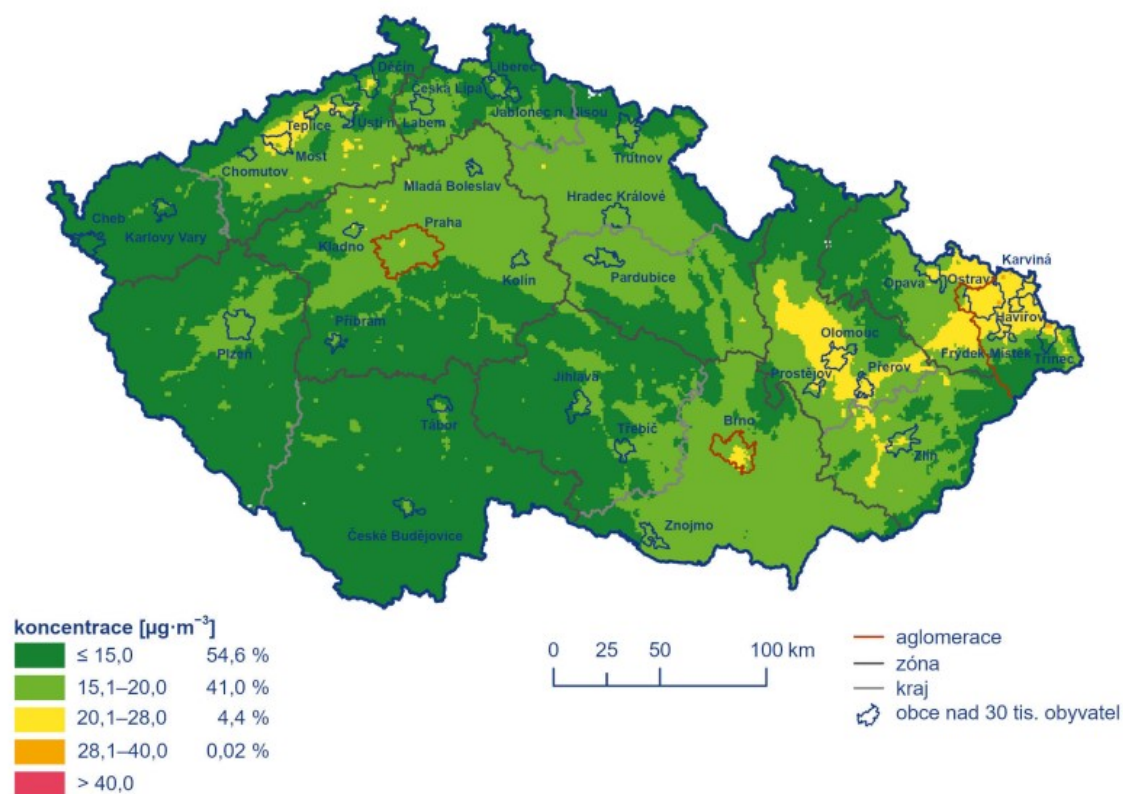 Děčín
Liberec
Česká Lípa
Jablonec n. Nisou
Teplice
Ústí n. Labem
Most
Chomutov
Trutnov
Mladá Boleslav
Hradec Králové
Cheb
Karlovy Vary
Praha
Kladno
Kolín
Pardubice
Karviná
Opava
Ostrava
Havířov
Příbram
Plzeň
Olomouc
Frýdek Místek
Třinec
Prostějov
Přerov
Jihlava
Tábor
Třebíč
Brno
Zlín
Znojmo
České Budějovice
koncentrace [µg·m⁻³]
≤ 15,0 54,6 %
15,1–20,0 41,0 %
20,1–28,0 4,4 %
28,1–40,0 0,02 %
> 40,0
0 25 50 100 km
aglomerace
zóna
kraj
obce nad 30 tis. obyvatel